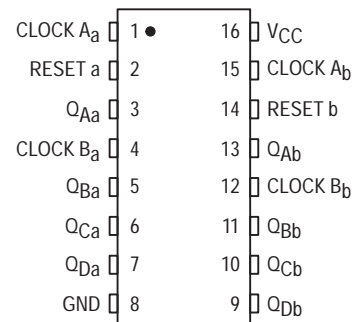 CLOCK Aa 1 16 VCC
RESET a 2 15 CLOCK Ab
QAa 3 14 RESET b
CLOCK Ba 4 13 QAb
QBa 5 12 CLOCK Bb
QCa 6 11 QBb
QDa 7 10 QCb
GND 8 9 QDb